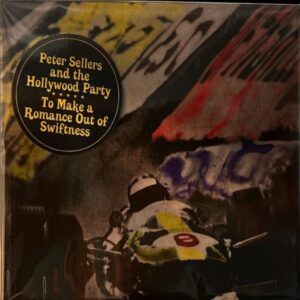 Peter Sellers
and the
Hollywood Party
★★★★★
To Make a
Romance Out of
Swiftness